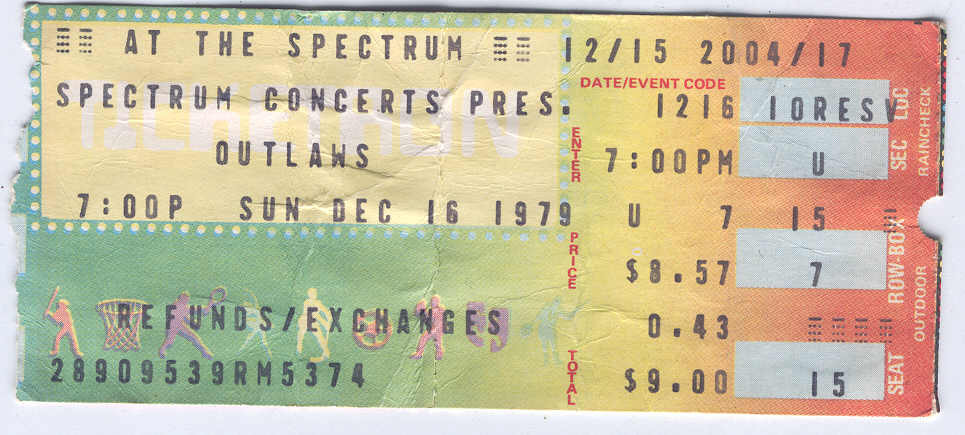 AT THE SPECTRUM
SPECTRUM CONCERTS PRES.
OUTLAWS
7:00P SUN DEC 16 1979
REFUNDS/EXCHANGES
28909539RM5374
12/15 2004/17
DATE/EVENT CODE
1216 10RESV
ENTER
7:00PM U
U 7 15
PRICE
$8.57 7
0.43
TOTAL
$9.00 15
SEC LOC
RAINCHECK
ROW-BOX
OUTDOOR
SEAT